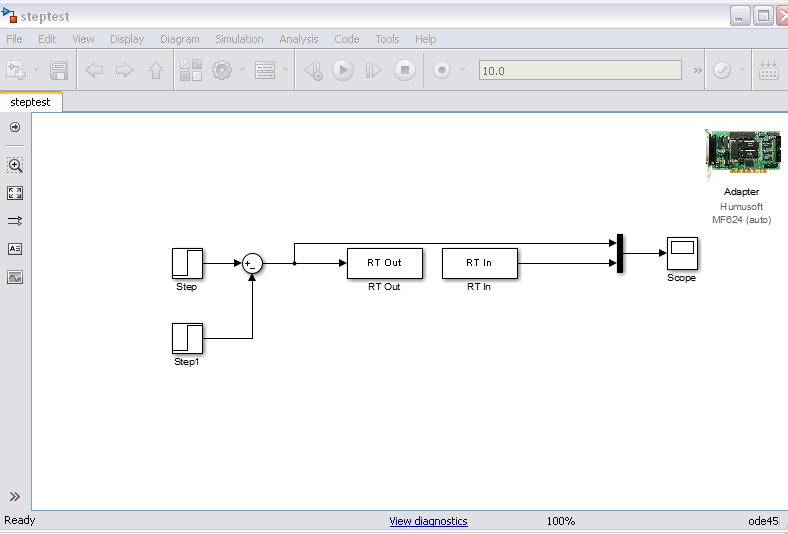 steptest
File Edit View Display Diagram Simulation Analysis Code Tools Help
10.0 »
steptest
Adapter
Humusoft
MF624 (auto)
+
–
RT Out
RT In
Step
RT Out
RT In
Scope
Step1
A
»
Ready View diagnostics 100% ode45